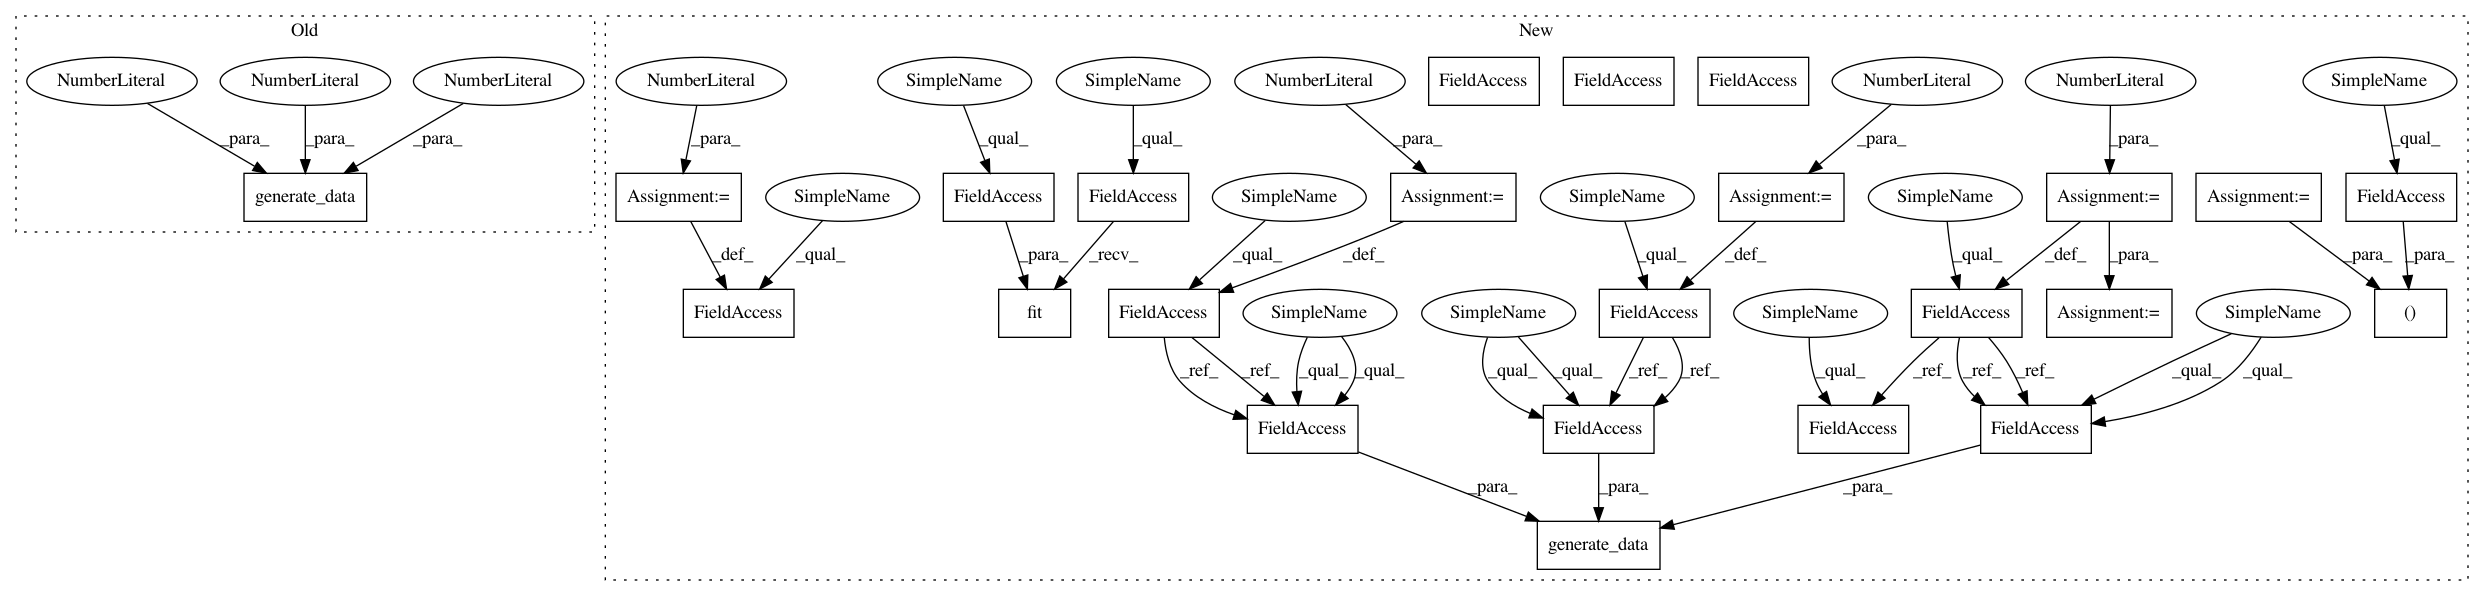 Old
New
NumberLiteral
NumberLiteral
NumberLiteral
_para_
_para_
_para_
generate_data
NumberLiteral
SimpleName
SimpleName
NumberLiteral
FieldAccess
FieldAccess
FieldAccess
NumberLiteral
NumberLiteral
SimpleName
_para_
_qual_
_qual_
_para_
_para_
_para_
_qual_
Assignment:=
SimpleName
FieldAccess
FieldAccess
SimpleName
Assignment:=
SimpleName
Assignment:=
SimpleName
Assignment:=
Assignment:=
FieldAccess
_def_
_qual_
_para_
_recv_
_qual_
_def_
_qual_
_def_
_qual_
_def_
_para_
_para_
_para_
FieldAccess
fit
FieldAccess
SimpleName
SimpleName
FieldAccess
SimpleName
FieldAccess
Assignment:=
SimpleName
()
_ref_
_ref_
_qual_
_qual_
_qual_
_qual_
_ref_
_ref_
_qual_
_ref_
_ref_
_ref_
_qual_
_qual_
FieldAccess
FieldAccess
FieldAccess
FieldAccess
_para_
_para_
_para_
generate_data